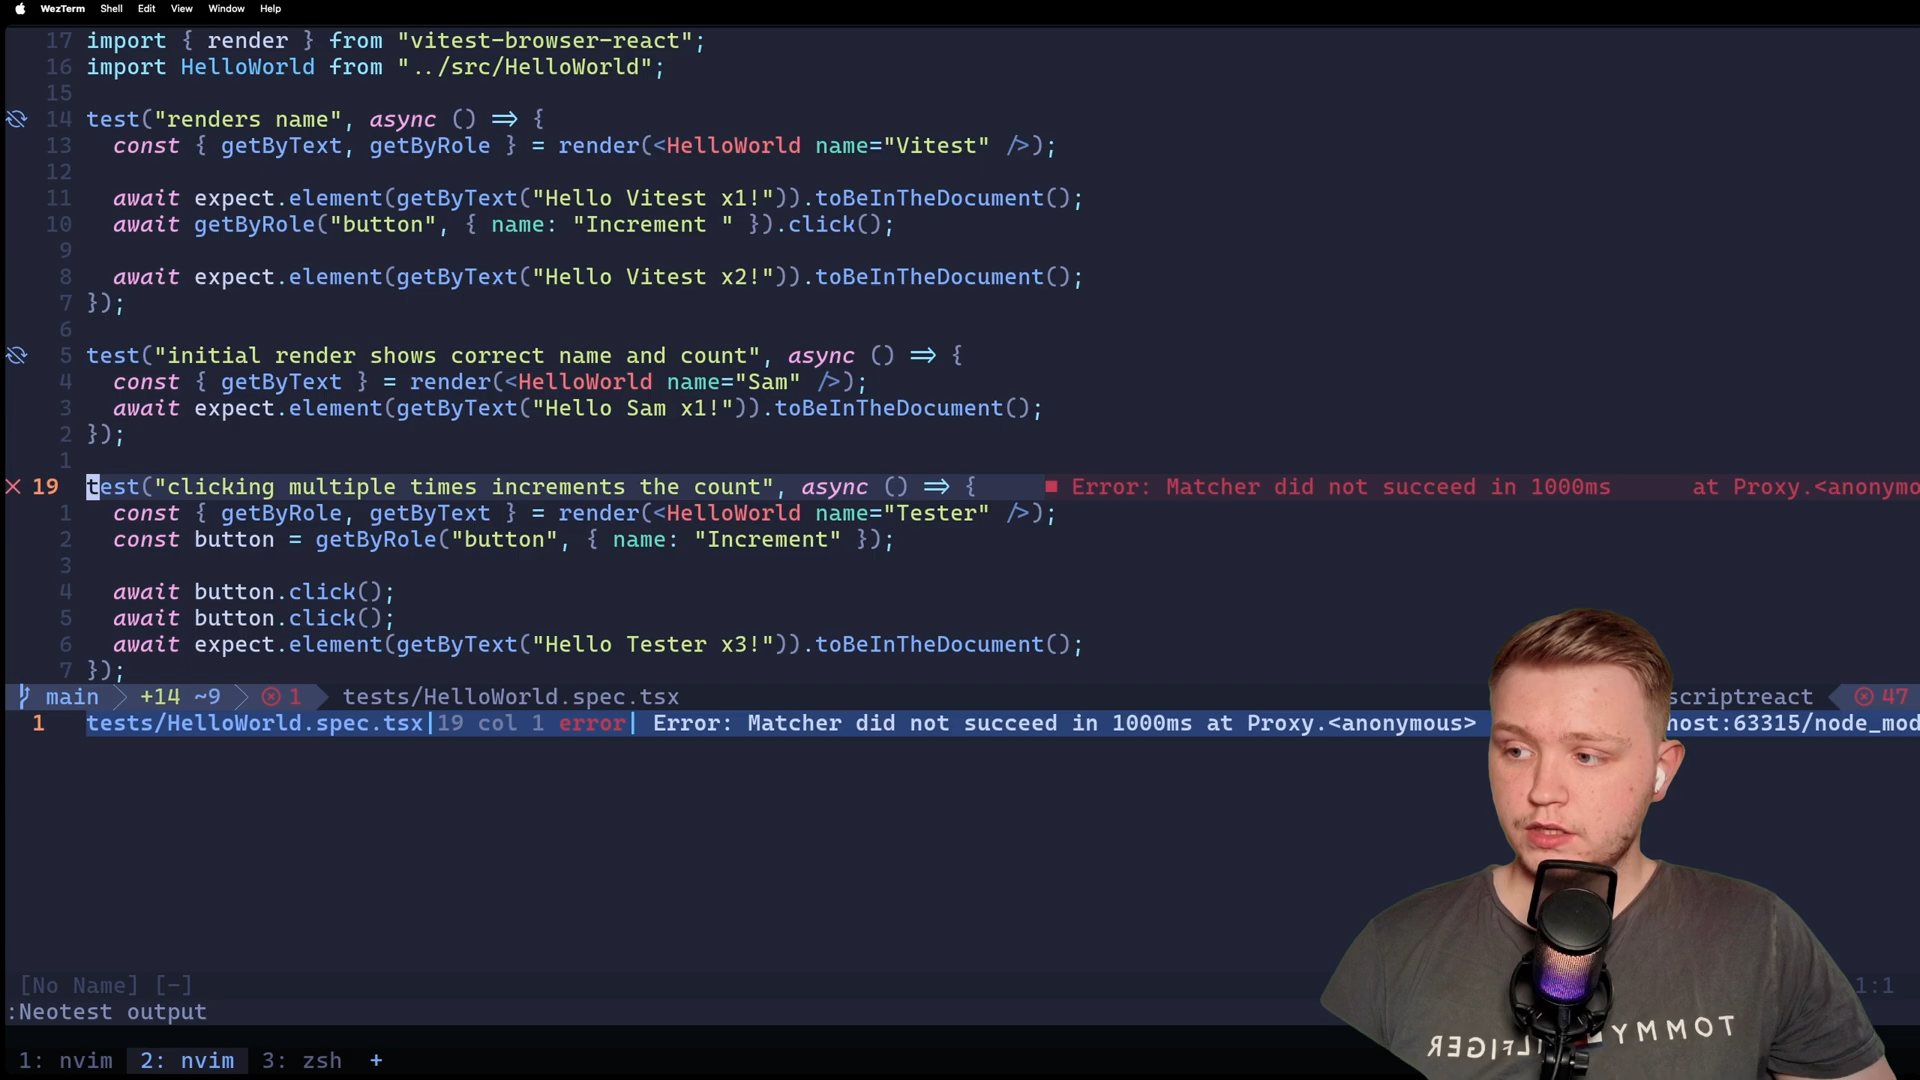 WezTerm Shell Edit View Window Help
17 import { render } from "vitest-browser-react";
16 import HelloWorld from "../src/HelloWorld";
15
14 test("renders name", async () => {
13 const { getByText, getByRole } = render(<HelloWorld name="Vitest" />);
12
11 await expect.element(getByText("Hello Vitest x1!")).toBeInTheDocument();
10 await getByRole("button", { name: "Increment " }).click();
9
8 await expect.element(getByText("Hello Vitest x2!")).toBeInTheDocument();
7 });
6
5 test("initial render shows correct name and count", async () => {
4 const { getByText } = render(<HelloWorld name="Sam" />);
3 await expect.element(getByText("Hello Sam x1!")).toBeInTheDocument();
2 });
1
19 test("clicking multiple times increments the count", async () => { ■ Error: Matcher did not succeed in 1000ms at Proxy.<anonymo
1 const { getByRole, getByText } = render(<HelloWorld name="Tester" />);
2 const button = getByRole("button", { name: "Increment" });
3
4 await button.click();
5 await button.click();
6 await expect.element(getByText("Hello Tester x3!")).toBeInTheDocument();
7 });
main +14 ~9 1 tests/HelloWorld.spec.tsx scriptreact 47
1 tests/HelloWorld.spec.tsx|19 col 1 error| Error: Matcher did not succeed in 1000ms at Proxy.<anonymous> host:63315/node_mod
[No Name] [-] 1:1
:Neotest output
TOMMY
LFIGER
1: nvim 2: nvim 3: zsh +